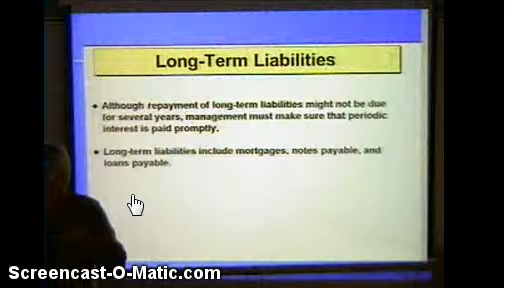 Long-Term Liabilities
• Although repayment of long-term liabilities might not be due
for several years, management must make sure that periodic
interest is paid promptly.
• Long-term liabilities include mortgages, notes payable, and
loans payable.
Screencast-O-Matic.com